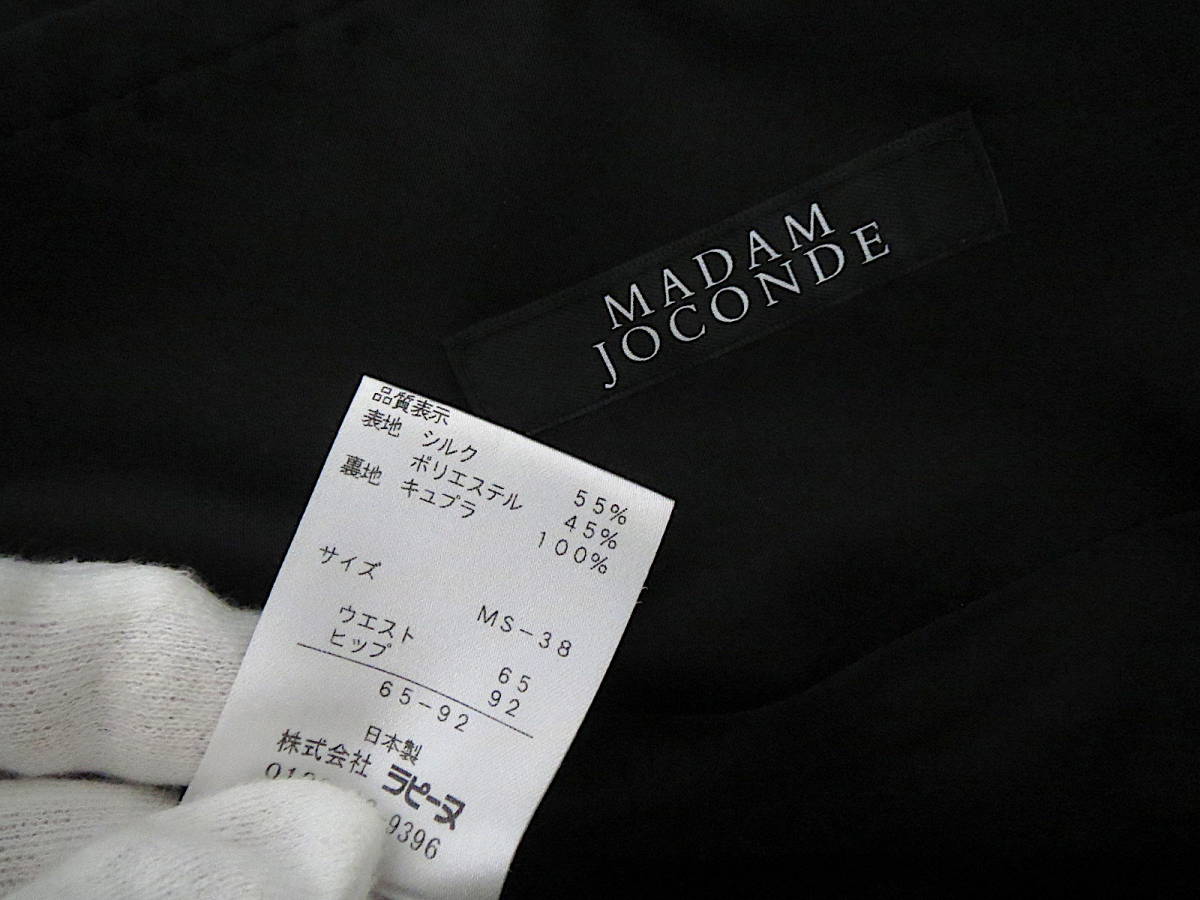 MADAM
JOCONDE
品質表示
表地 シルク 55%
ポリエステル 45%
裏地 キュプラ 100%
サイズ
MS-38
ウエスト 65
ヒップ 92
65-92
日本製
株式会社 ラピーヌ
9396